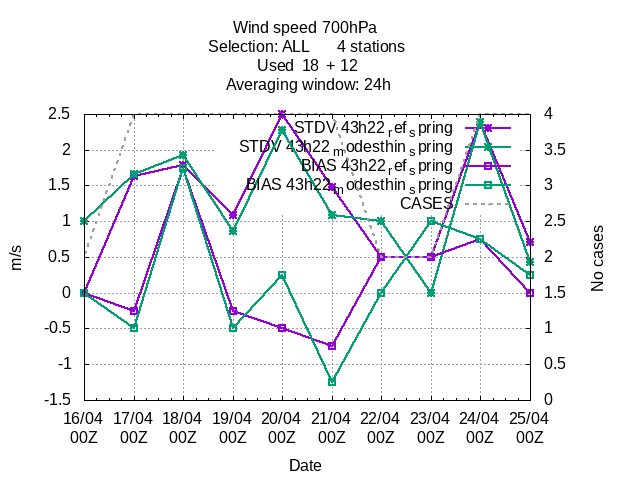 Wind speed 700hPa
Selection: ALL 4 stations
Used 18 + 12
Averaging window: 24h
2.5
2
1.5
1
0.5
0
-0.5
-1
-1.5
4
3.5
3
2.5
2
1.5
1
0.5
0
STDV 43h22_ref_spring
STDV 43h22_modesthin_spring
BIAS 43h22_ref_spring
BIAS 43h22_modesthin_spring
CASES
m/s
No cases
16/04 17/04 18/04 19/04 20/04 21/04 22/04 23/04 24/04 25/04
00Z 00Z 00Z 00Z 00Z 00Z 00Z 00Z 00Z 00Z
Date